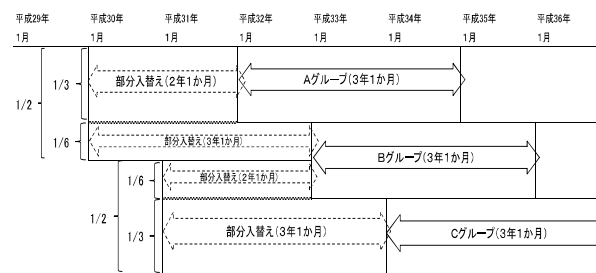 平成29年 平成30年 平成31年 平成32年 平成33年 平成34年 平成35年 平成36年
1月 1月 1月 1月 1月 1月 1月 1月
1/2
1/3
部分入替え(2年1か月)
Aグループ(3年1か月)
1/6
部分入替え(3年1か月)
Bグループ(3年1か月)
1/2
1/6
部分入替え(2年1か月)
1/3
部分入替え(3年1か月)
Cグループ(3年1か月)